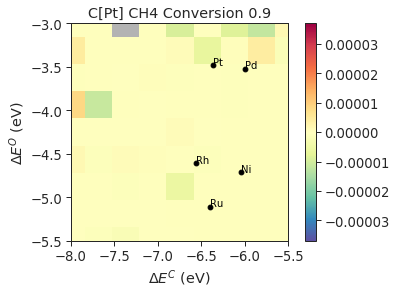 C[Pt] CH4 Conversion 0.9
−3.0
−3.5
−4.0
−4.5
−5.0
−5.5
ΔE^O (eV)
Pt
Pd
Rh
Ni
Ru
−8.0 −7.5 −7.0 −6.5 −6.0 −5.5
ΔE^C (eV)
0.00003
0.00002
0.00001
0.00000
−0.00001
−0.00002
−0.00003